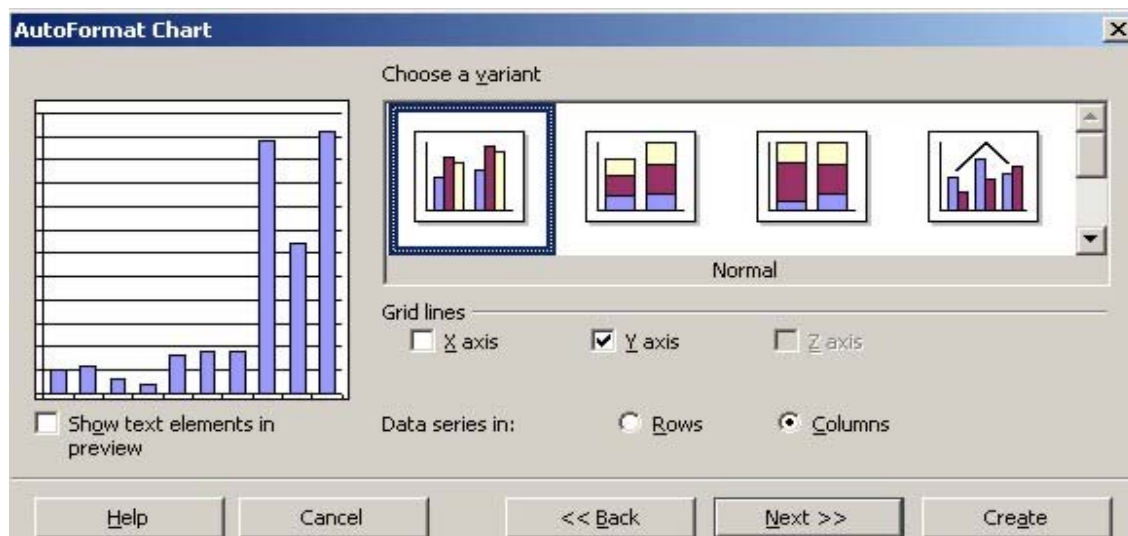 AutoFormat Chart
Choose a variant
Normal
Grid lines
X axis
Y axis
Z axis
Show text elements in
preview
Data series in:
Rows
Columns
Help
Cancel
<< Back
Next >>
Create